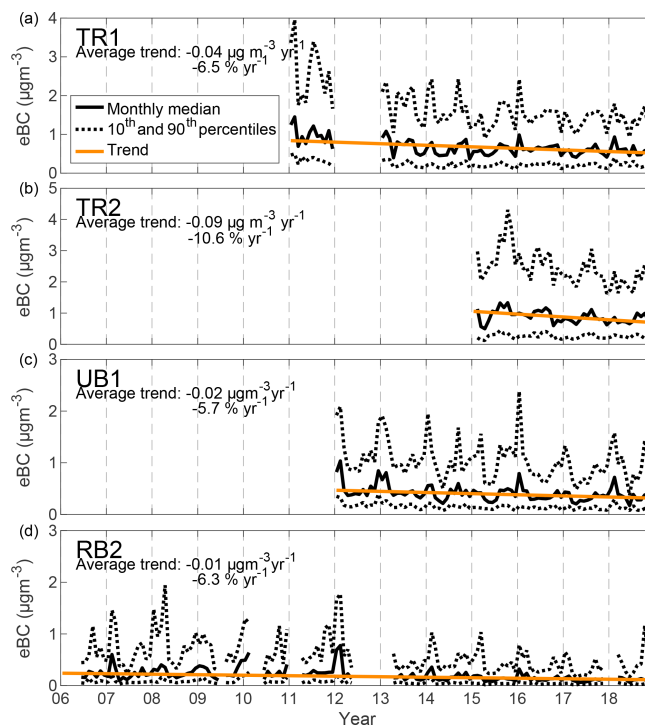 (a)
TR1
Average trend: -0.04 µg m-3 yr-1
-6.5 % yr-1
4
3
2
1
0
eBC (µgm-3)
Monthly median
10th and 90th percentiles
Trend
(b)
TR2
Average trend: -0.09 µg m-3 yr-1
-10.6 % yr-1
5
4
3
2
1
0
eBC (µgm-3)
(c)
UB1
Average trend: -0.02 µgm-3yr-1
-5.7 % yr-1
3
2
1
0
eBC (µgm-3)
(d)
RB2
Average trend: -0.01 µgm-3yr-1
-6.3 % yr-1
3
2
1
0
eBC (µgm-3)
06 07 08 09 10 11 12 13 14 15 16 17 18
Year